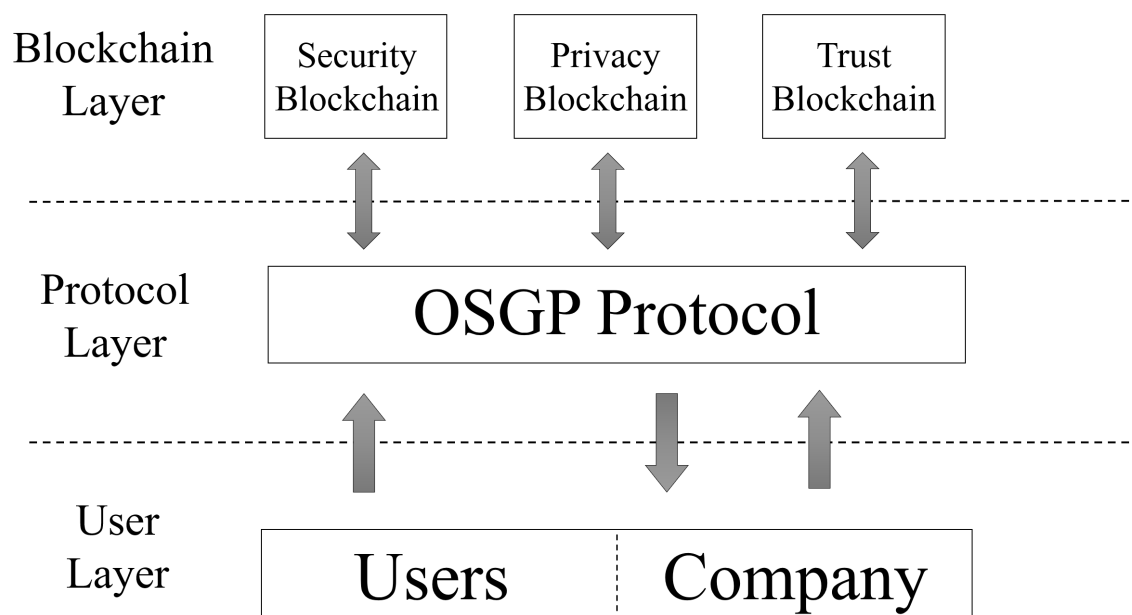 Blockchain
Layer
Security
Blockchain
Privacy
Blockchain
Trust
Blockchain
Protocol
Layer
OSGP Protocol
User
Layer
Users
Company